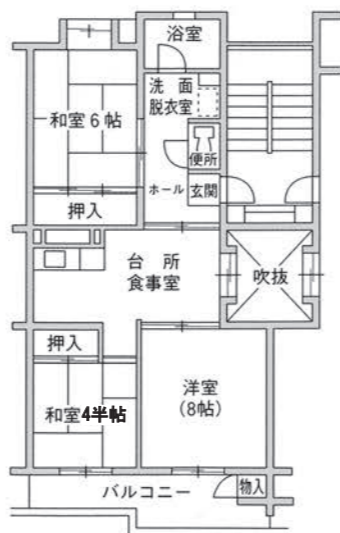 浴室
洗面
脱衣室
和室6帖
便所
ホール
玄関
押入
台所
食事室
吹抜
押入
洋室
(8帖)
和室4半帖
バルコニー
物入